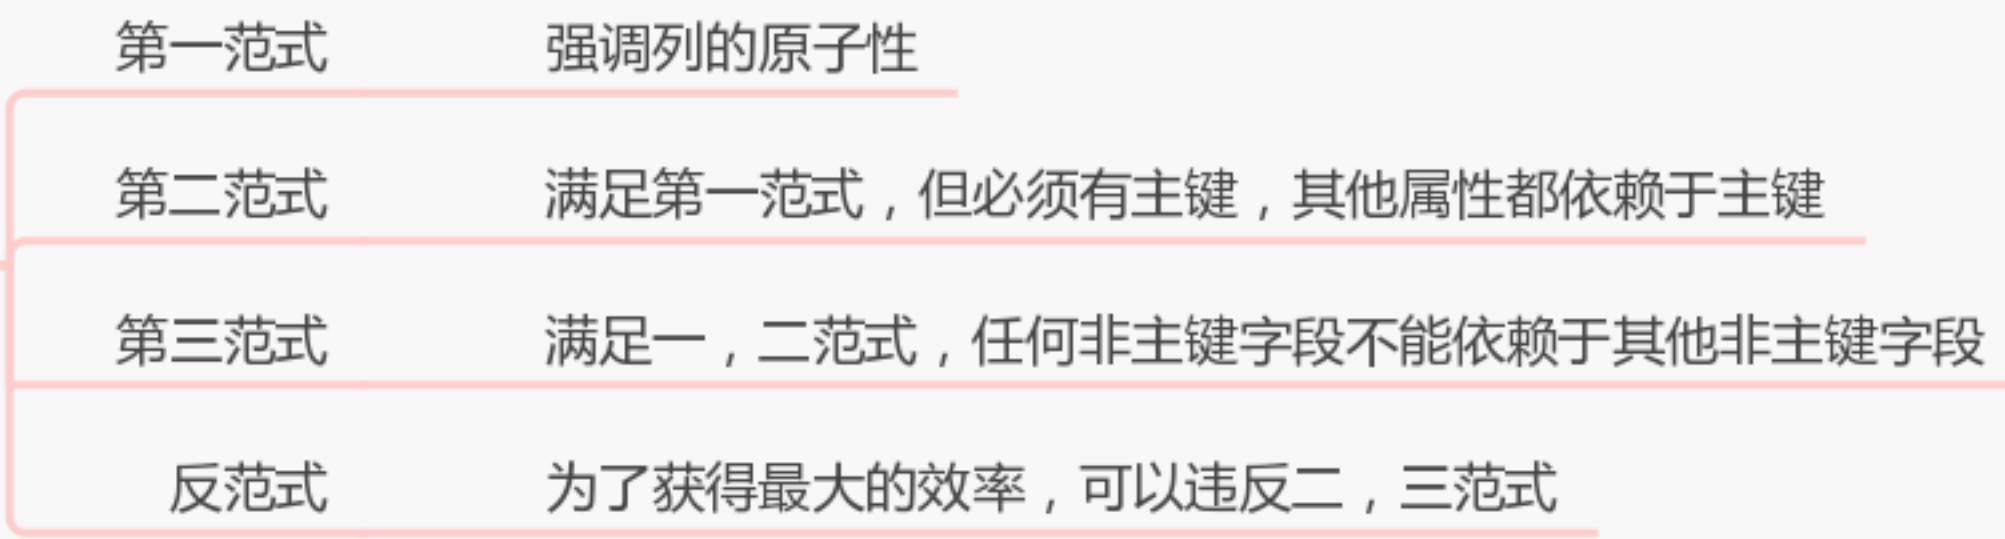 第一范式 强调列的原子性
第二范式 满足第一范式，但必须有主键，其他属性都依赖于主键
第三范式 满足一，二范式，任何非主键字段不能依赖于其他非主键字段
反范式 为了获得最大的效率，可以违反二，三范式